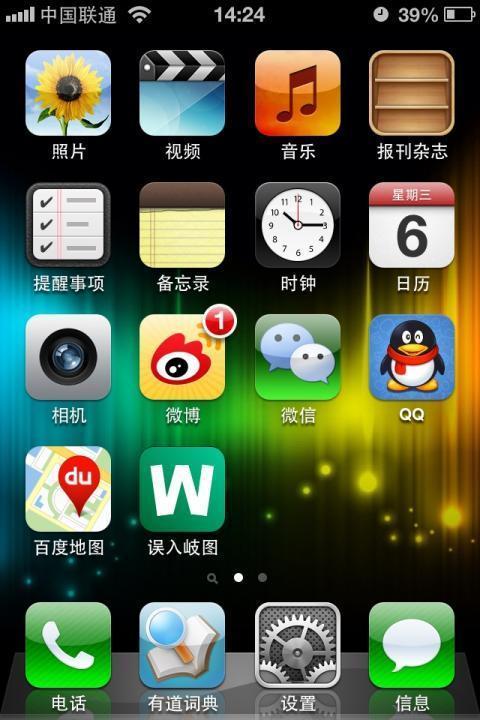 中国联通 14:24 39%
照片 视频 音乐 报刊杂志
星期三
6
提醒事项 备忘录 时钟 日历
1
相机 微博 微信 QQ
du W
百度地图 误入歧图
电话 有道词典 设置 信息